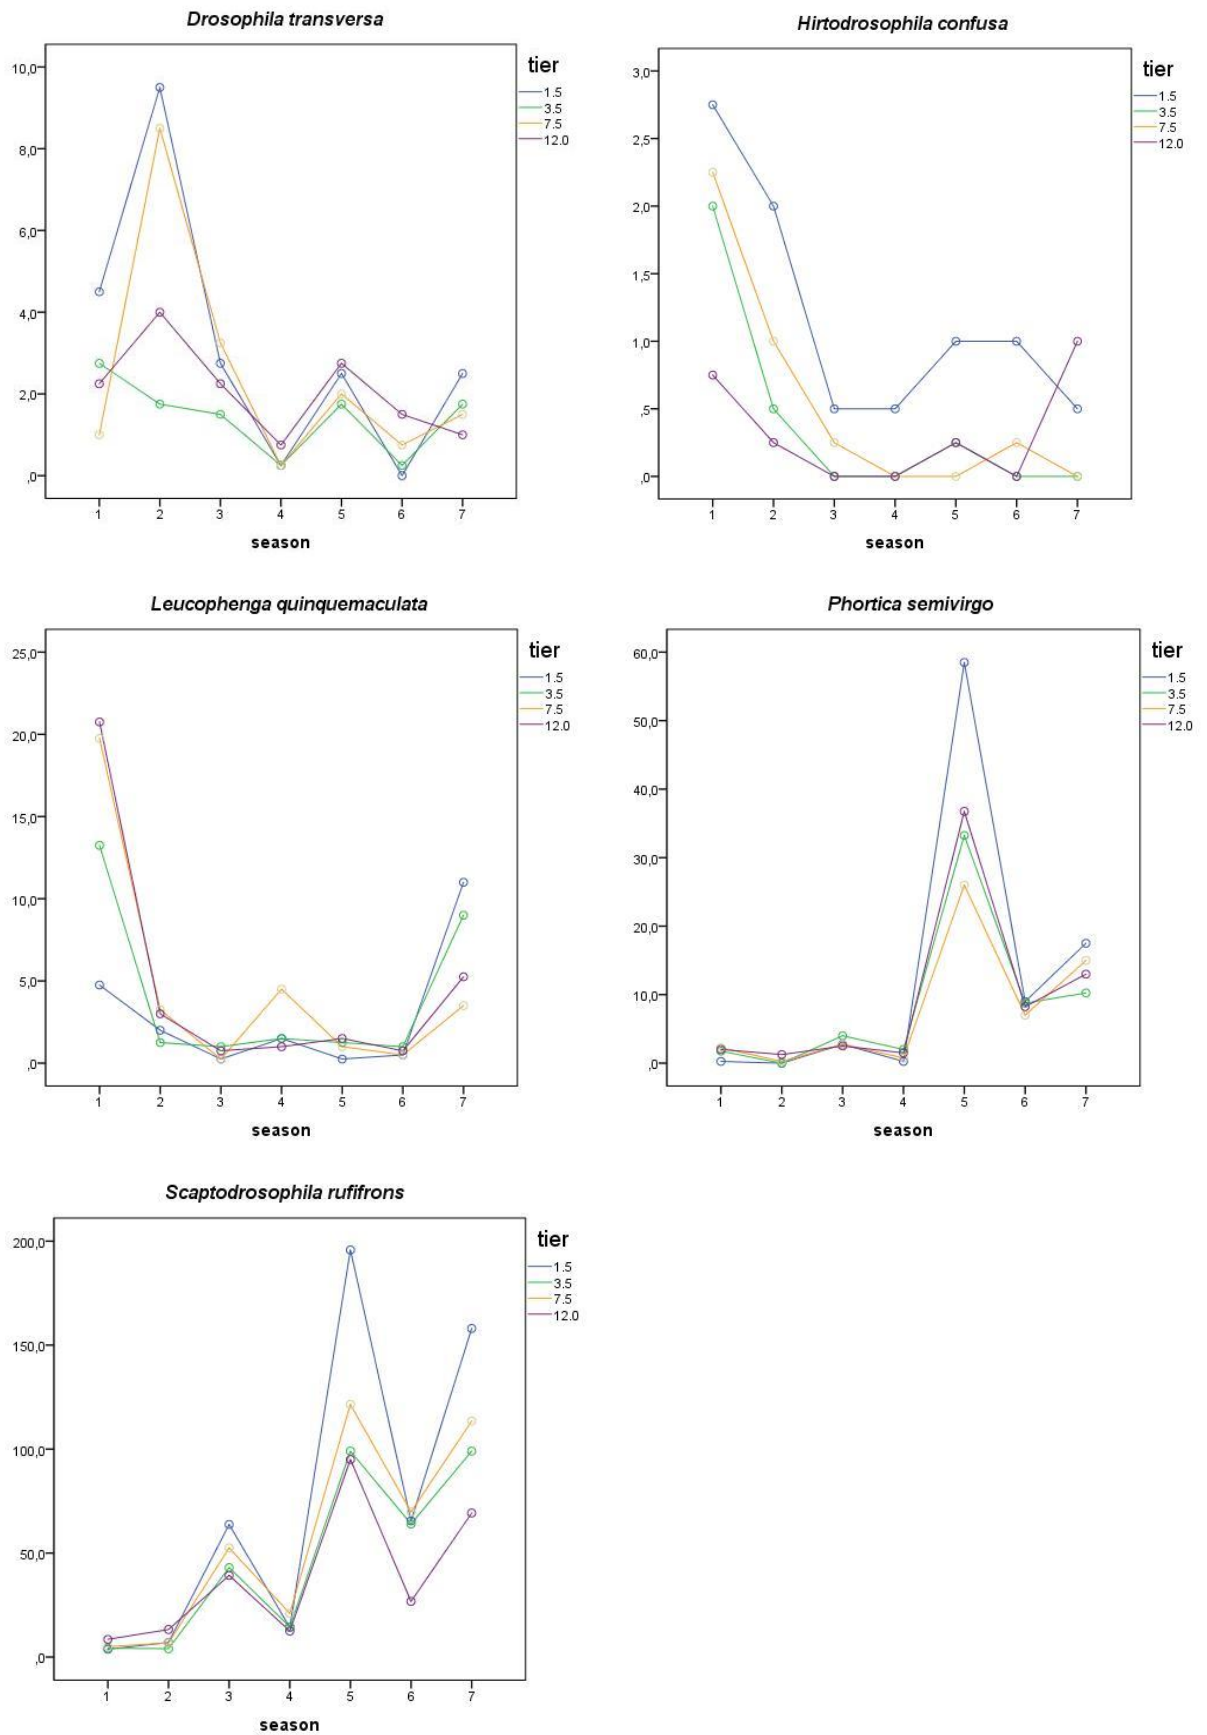 Drosophila transversa
tier
1.5
3.5
7.5
12.0
10,0
8,0
6,0
4,0
2,0
,0
1 2 3 4 5 6 7
season
Hirtodrosophila confusa
tier
1.5
3.5
7.5
12.0
3,0
2,5
2,0
1,5
1,0
,5
,0
1 2 3 4 5 6 7
season
Leucophenga quinquemaculata
tier
1.5
3.5
7.5
12.0
25,0
20,0
15,0
10,0
5,0
,0
1 2 3 4 5 6 7
season
Phortica semivirgo
tier
1.5
3.5
7.5
12.0
60,0
50,0
40,0
30,0
20,0
10,0
,0
1 2 3 4 5 6 7
season
Scaptodrosophila rufifrons
tier
1.5
3.5
7.5
12.0
200,0
150,0
100,0
50,0
,0
1 2 3 4 5 6 7
season